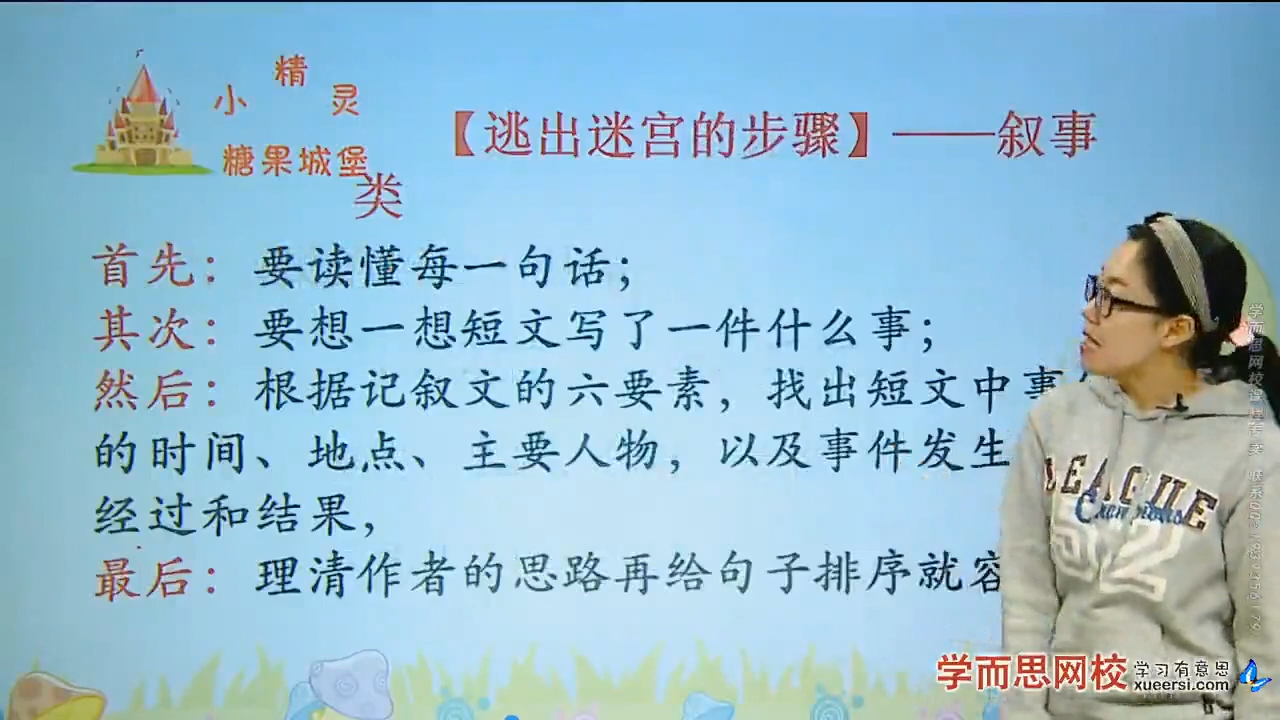 小精灵
糖果城堡
【逃出迷宫的步骤】——叙事
类
首先：要读懂每一句话；
其次：要想一想短文写了一件什么事；
然后：根据记叙文的六要素，找出短文中事
的时间、地点、主要人物，以及事件发生
经过和结果，
最后：理清作者的思路再给句子排序就容
LEAGUE
Champions
52
学而思网校
学习有意思
xueersi.com